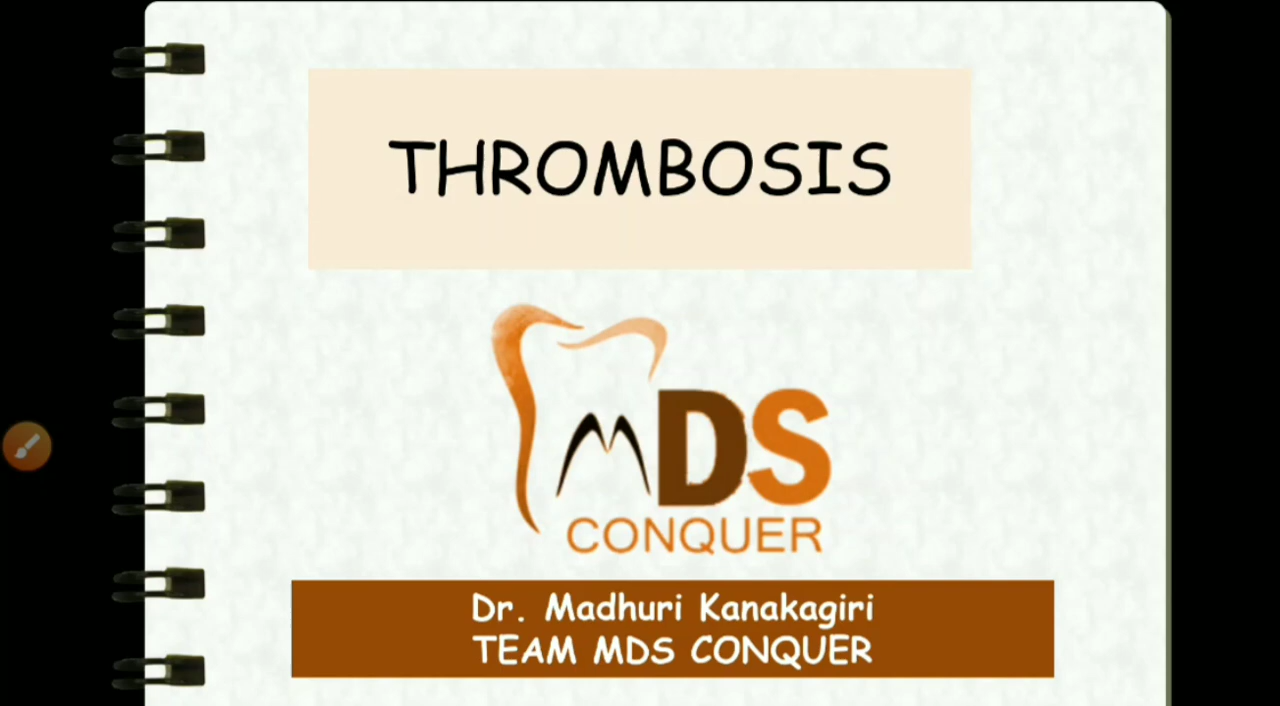 THROMBOSIS
MDS
CONQUER
Dr. Madhuri Kanakagiri
TEAM MDS CONQUER